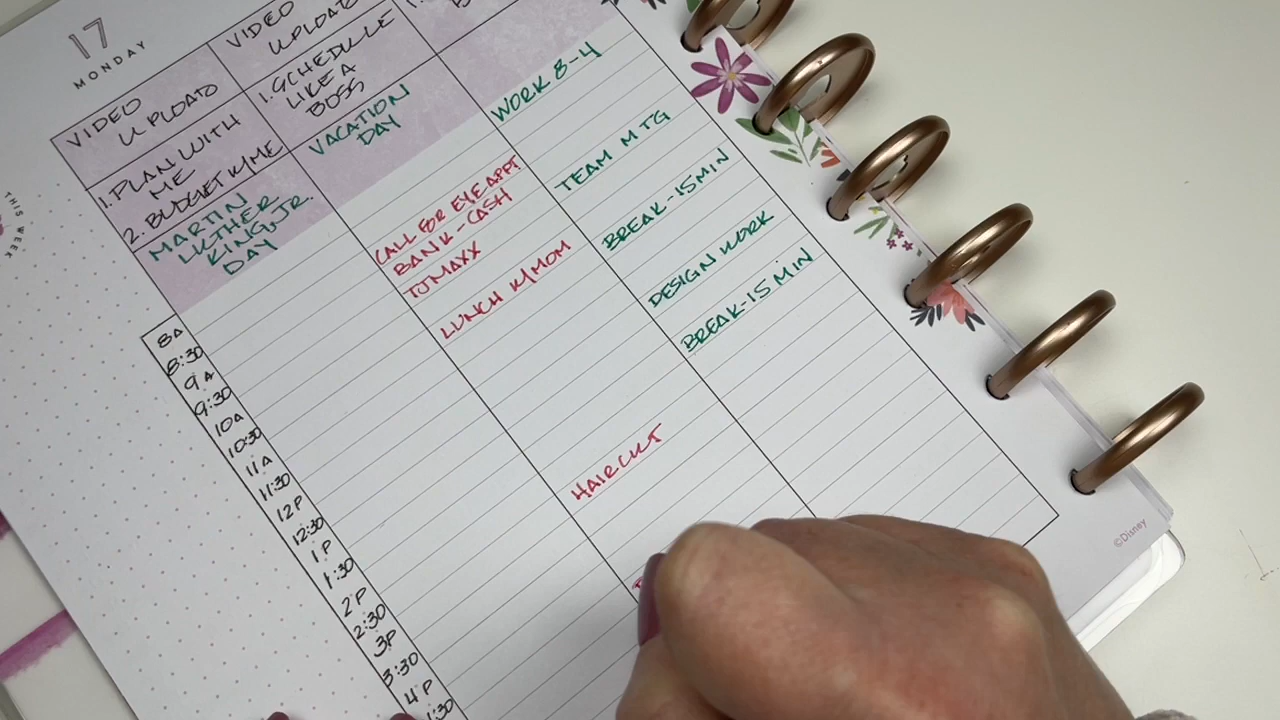 17
MONDAY
THIS WEEK
VIDEO
UPLOAD
1. PLAN WITH
ME
2. BUDGET W/ME
MARTIN
LUTHER
KING, JR.
DAY
VIDEO
UPLOAD
1. SCHEDULE
LIKE A
BOSS
VACATION
DAY
CALL FOR EYE APPT
BANK - CASH
TJ MAXX
LUNCH W/MOM
HAIRCUT
WORK 8-4
TEAM MTG
BREAK - 15 MIN
DESIGN WORK
BREAK - 15 MIN
8A
8:30
9A
9:30
10A
10:30
11A
11:30
12P
12:30
1P
1:30
2P
2:30
3P
3:30
4P
©Disney